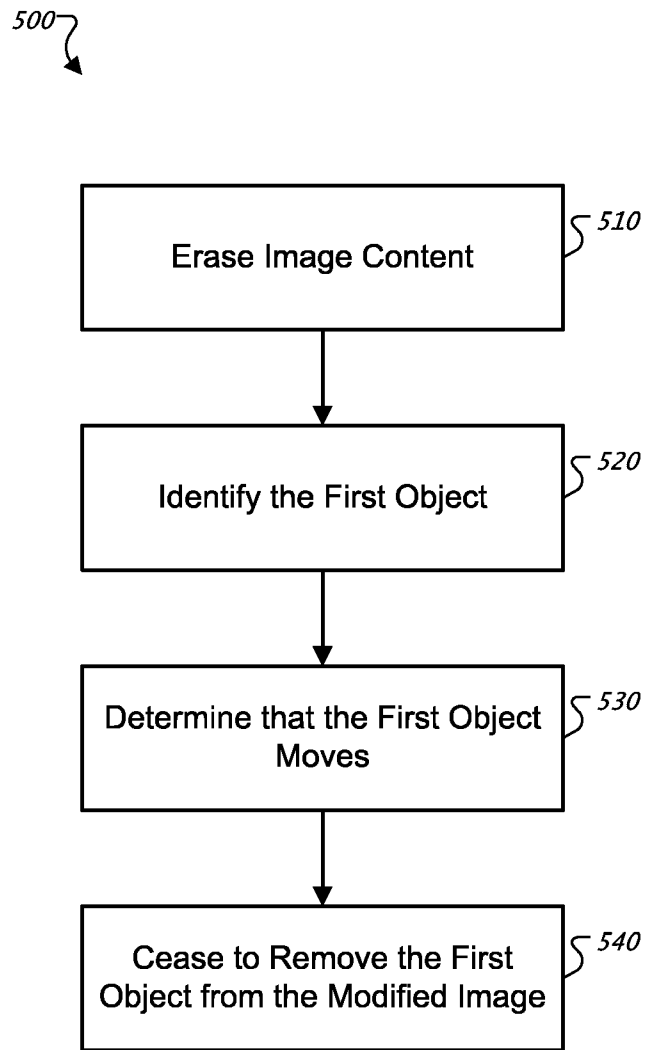 500
Erase Image Content
510
Identify the First Object
520
Determine that the First Object
Moves
530
Cease to Remove the First
Object from the Modified Image
540